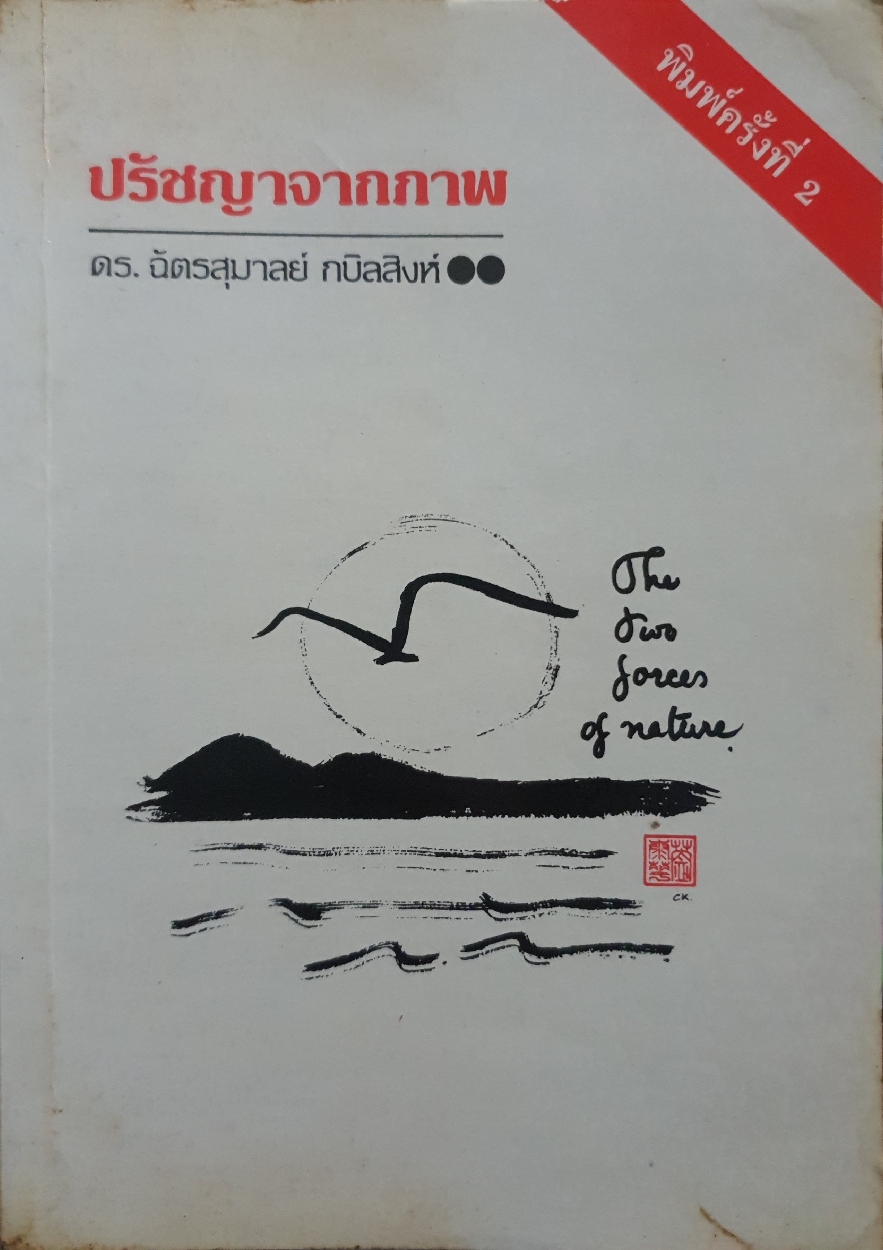 พิมพ์ครั้งที่ 2
ปรัชญาจากภาพ
ดร. ฉัตรสุมาลย์ กบิลสิงห์
The
two
forces
of nature.
CK.